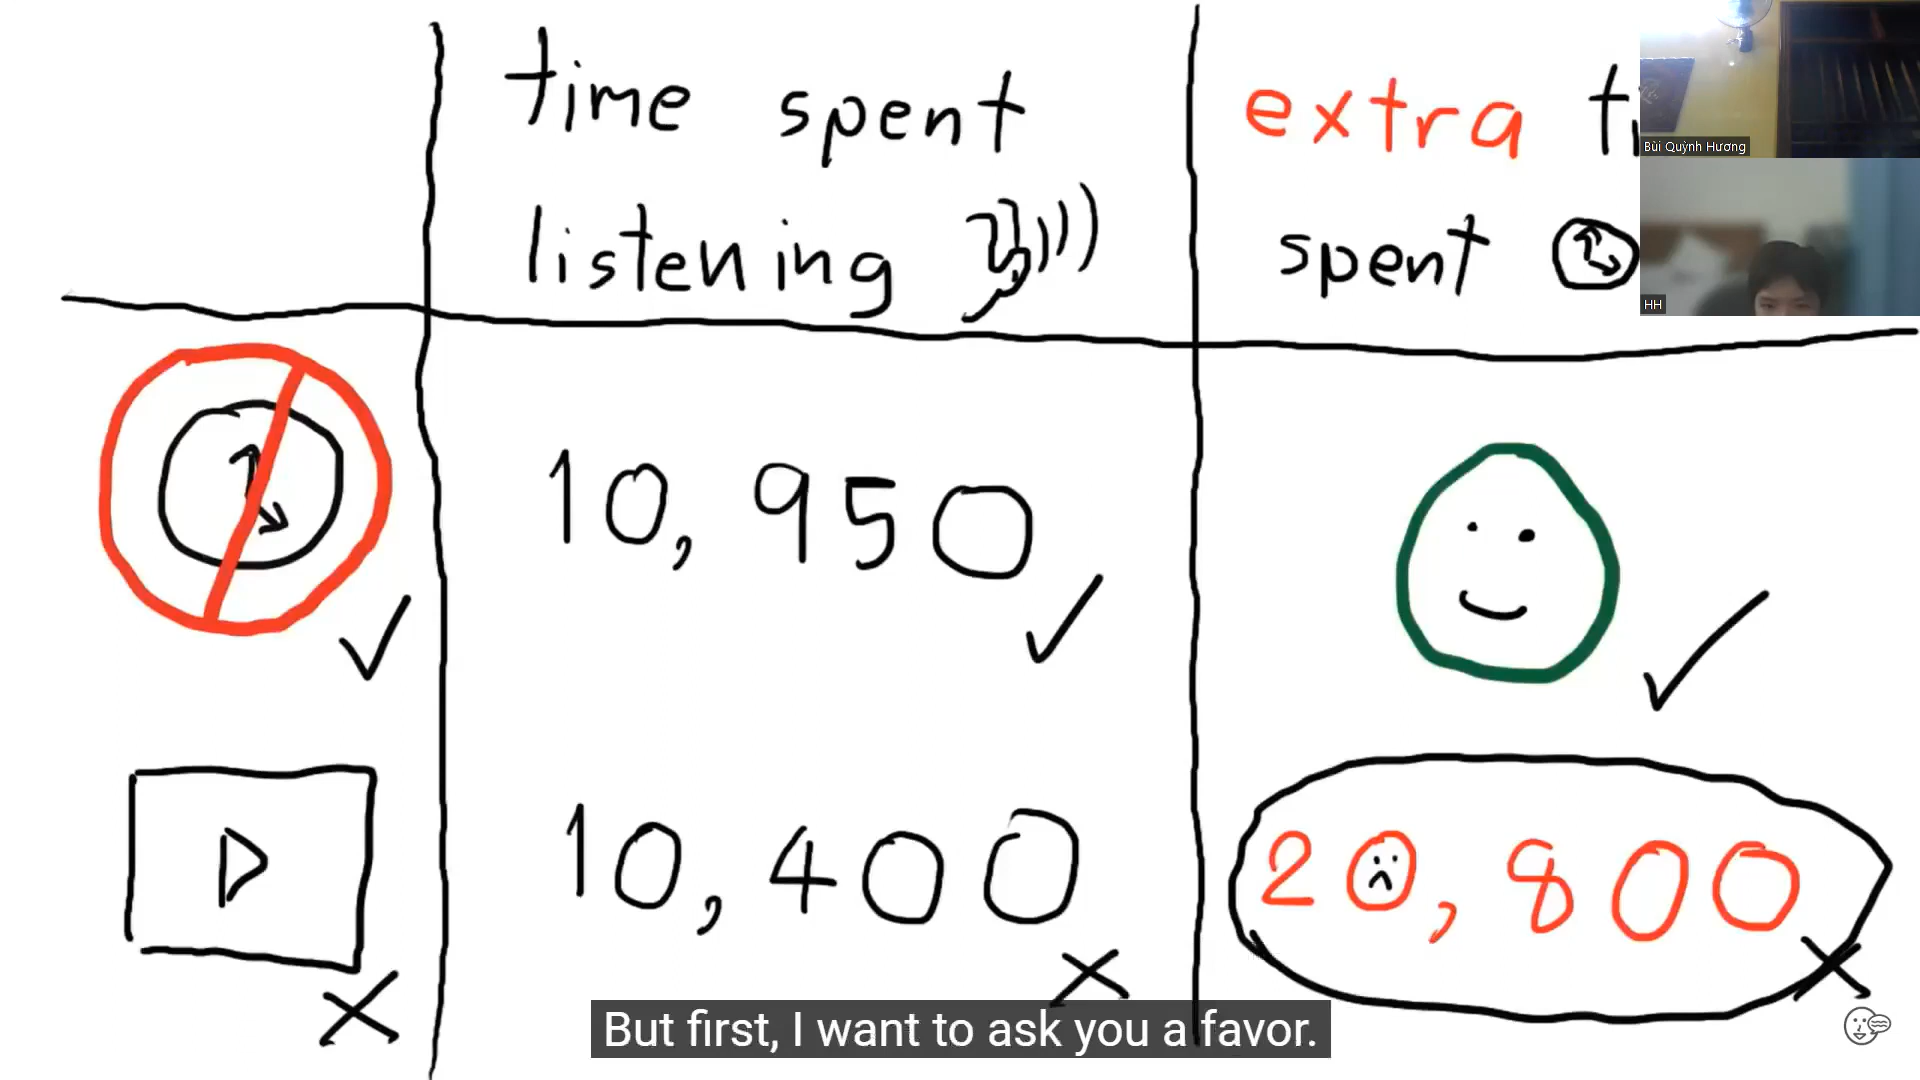 time spent
listening
extra
spent
10,950
10,400
20,800
Bùi Quỳnh Hương
HH
But first, I want to ask you a favor.